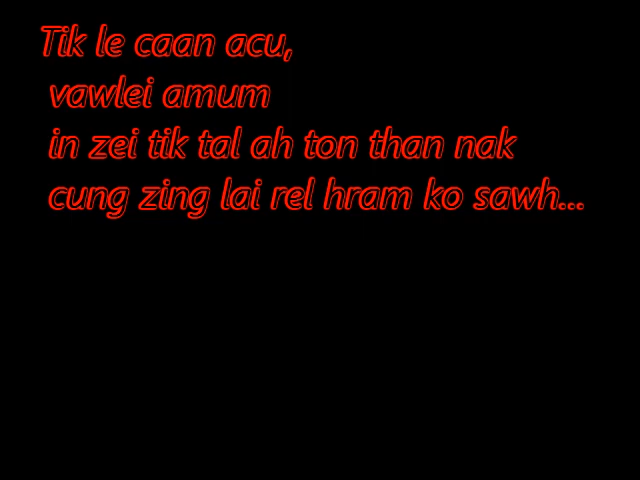 Tik le caan acu,
vawlei amum
in zei tik tal ah ton than nak
cung zing lai rel hram ko sawh...